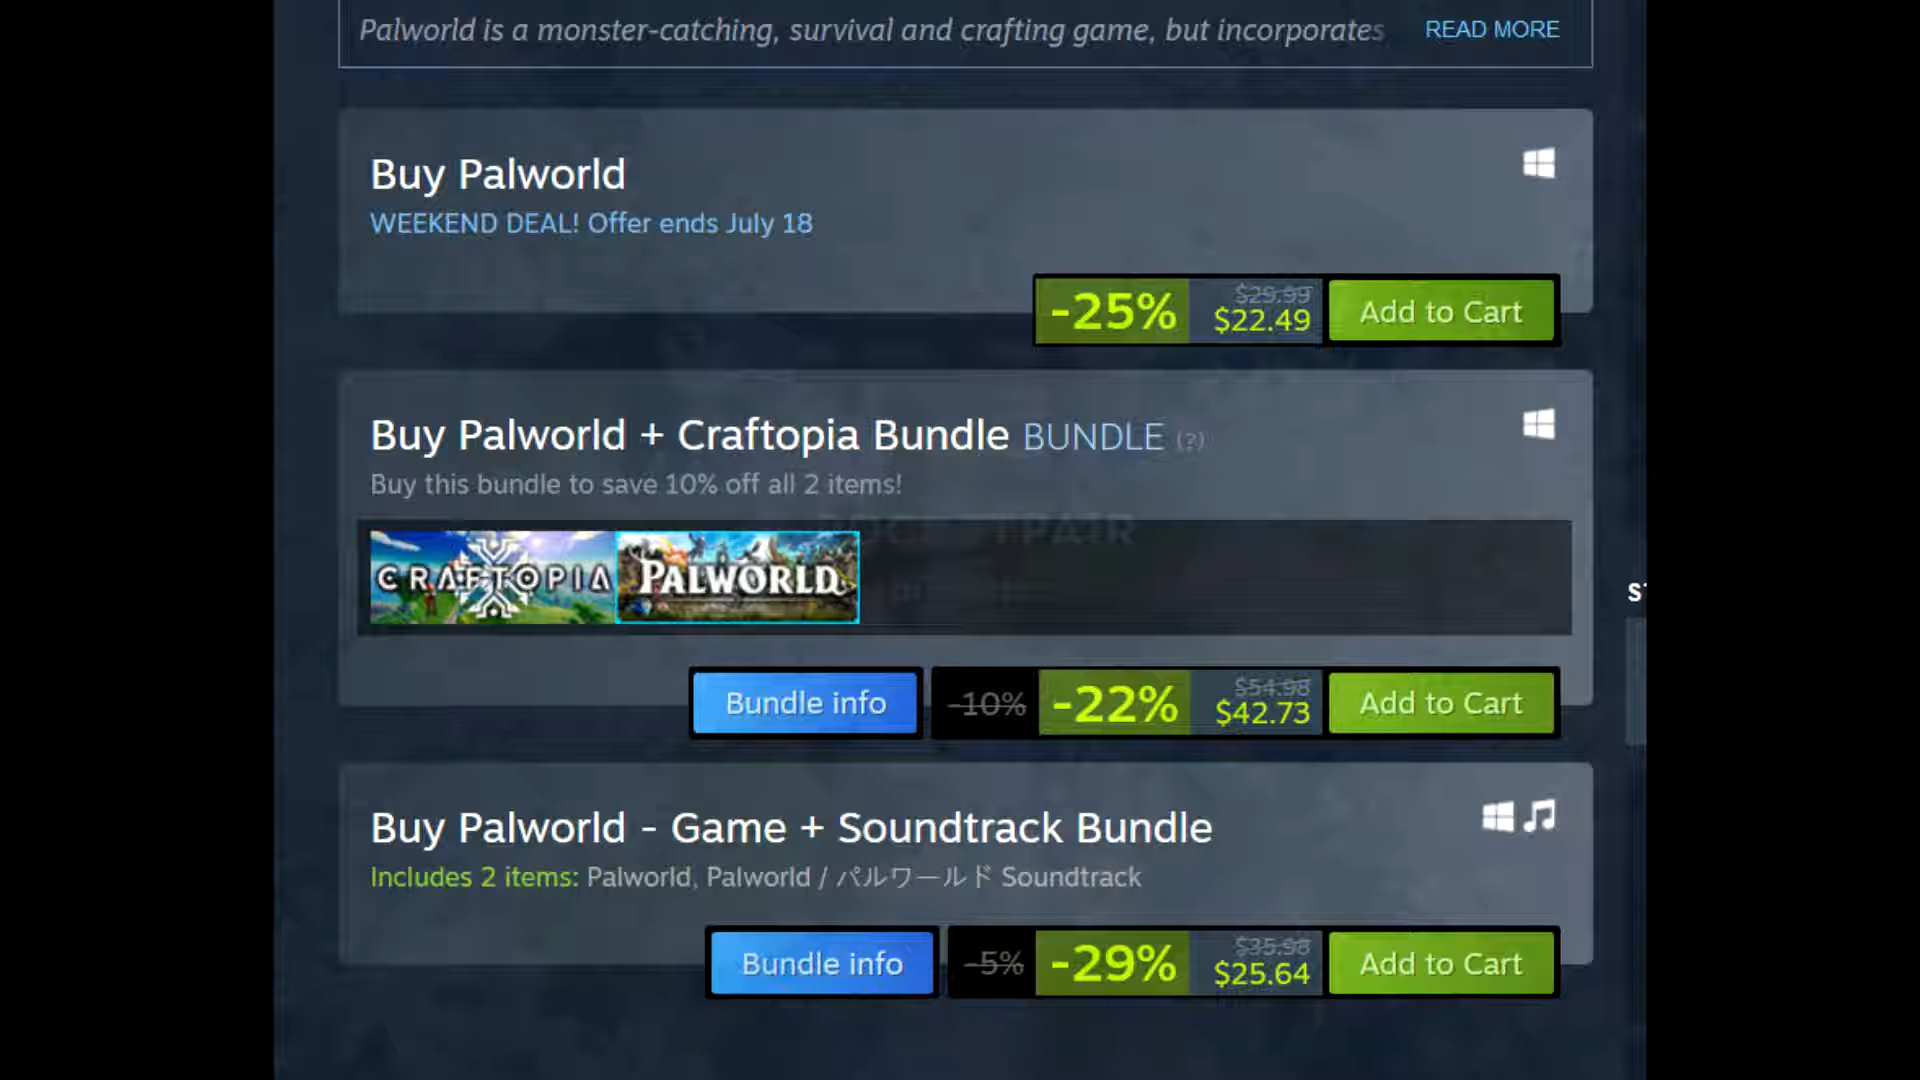 Palworld is a monster-catching, survival and crafting game, but incorporates
READ MORE
Buy Palworld
WEEKEND DEAL! Offer ends July 18
-25%
$29.99
$22.49
Add to Cart
Buy Palworld + Craftopia Bundle BUNDLE (?)
Buy this bundle to save 10% off all 2 items!
CRAFTOPIA
PALWORLD
Bundle info
-10%
-22%
$54.98
$42.73
Add to Cart
Buy Palworld - Game + Soundtrack Bundle
Includes 2 items: Palworld, Palworld / パルワールド Soundtrack
Bundle info
-5%
-29%
$35.98
$25.64
Add to Cart